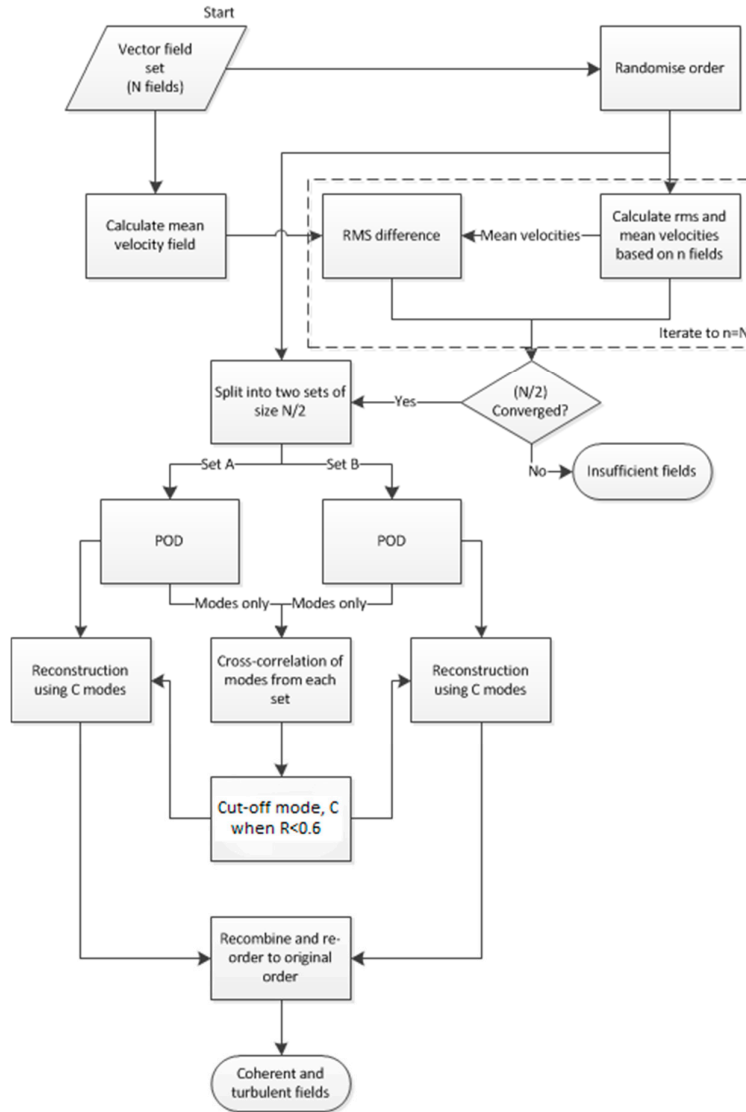 Start
Vector field
set
(N fields)
Randomise order
Calculate mean
velocity field
RMS difference
Mean velocities
Calculate rms and
mean velocities
based on n fields
Iterate to n=N
Split into two sets of
size N/2
Yes
(N/2)
Converged?
No
Insufficient fields
Set A
Set B
POD
POD
Modes only
Modes only
Reconstruction
using C modes
Cross-correlation of
modes from each
set
Reconstruction
using C modes
Cut-off mode, C
when R<0.6
Recombine and re-
order to original
order
Coherent and
turbulent fields